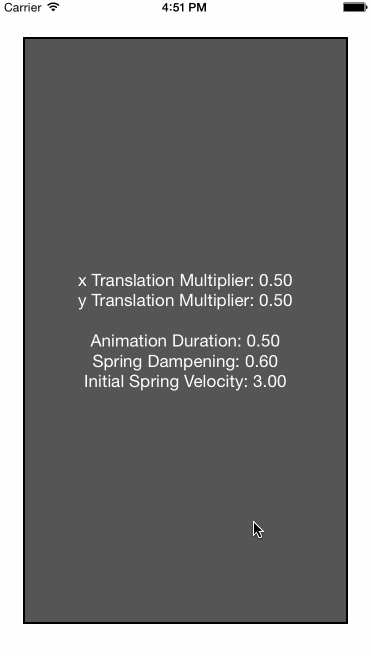 Carrier 4:51 PM
x Translation Multiplier: 0.50
y Translation Multiplier: 0.50
Animation Duration: 0.50
Spring Dampening: 0.60
Initial Spring Velocity: 3.00